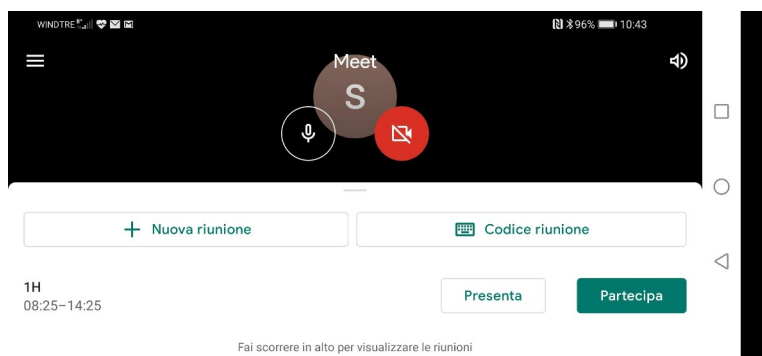 WINDTRE 96% 10:43
Meet
S
Nuova riunione
Codice riunione
1H
08:25–14:25
Presenta
Partecipa
Fai scorrere in alto per visualizzare le riunioni